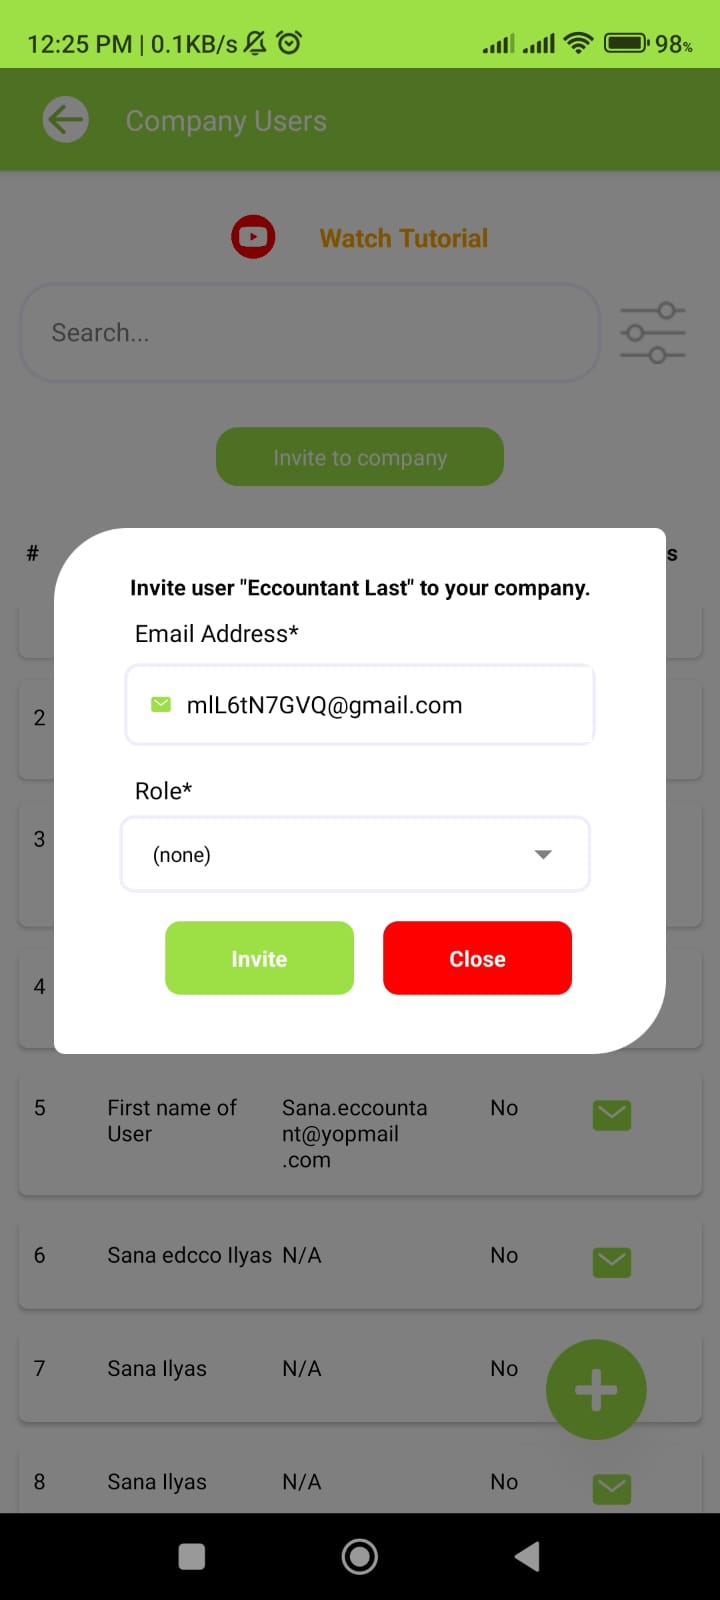 12:25 PM | 0.1KB/s 98%
Company Users
Watch Tutorial
Search...
Invite to company
# s
Invite user "Eccountant Last" to your company.
Email Address*
mlL6tN7GVQ@gmail.com
2
Role*
3
(none)
Invite Close
4
5 First name of Sana.eccounta No
User nt@yopmail
.com
6 Sana edcco Ilyas N/A No
7 Sana Ilyas N/A No
8 Sana Ilyas N/A No